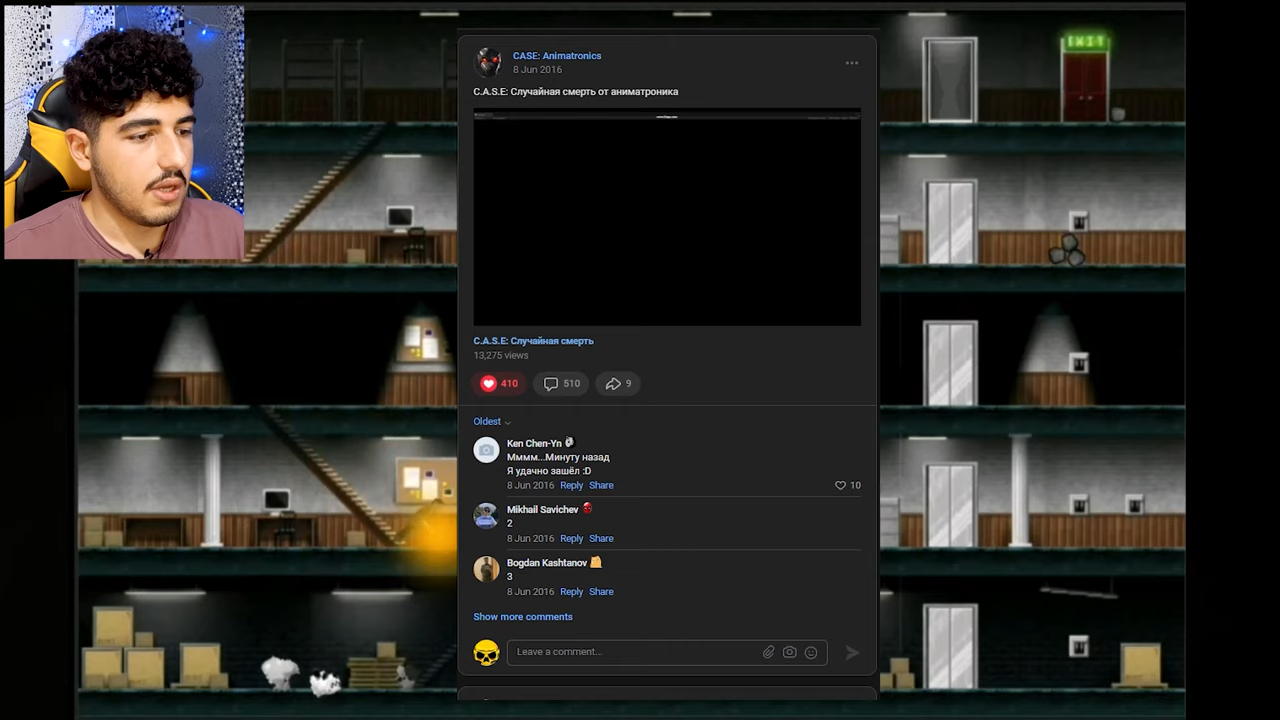 EXIT
CASE: Animatronics
8 Jun 2016
C.A.S.E: Случайная смерть от аниматроника
C.A.S.E: Случайная смерть
13,275 views
410
510
9
Oldest
Ken Chen-Yn
Мммм...Минуту назад
Я удачно зашёл :D
8 Jun 2016 Reply Share
10
Mikhail Savichev
2
8 Jun 2016 Reply Share
Bogdan Kashtanov
3
8 Jun 2016 Reply Share
Show more comments
Leave a comment...